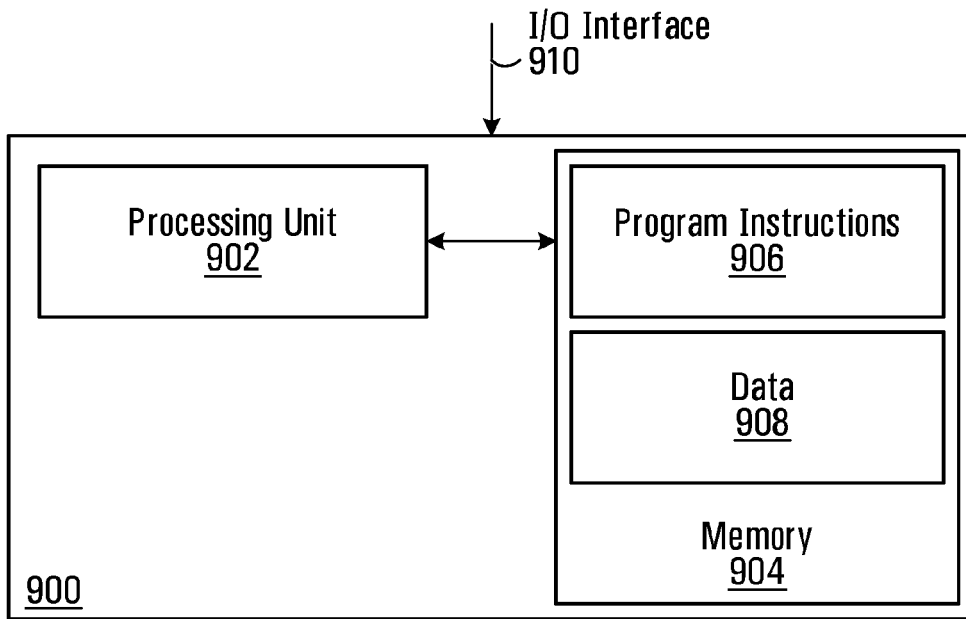 I/O Interface
910
Processing Unit
902
Program Instructions
906
Data
908
Memory
904
900